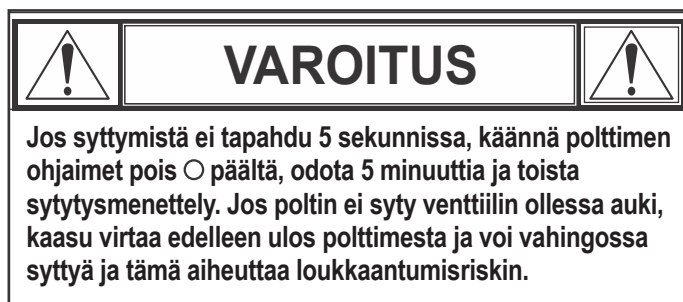 VAROITUS
Jos syttymistä ei tapahdu 5 sekunnissa, käännä polttimen
ohjaimet pois ○ päältä, odota 5 minuuttia ja toista
sytytysmenettely. Jos poltin ei syty venttiilin ollessa auki,
kaasu virtaa edelleen ulos polttimesta ja voi vahingossa
syttyä ja tämä aiheuttaa loukkaantumisriskin.